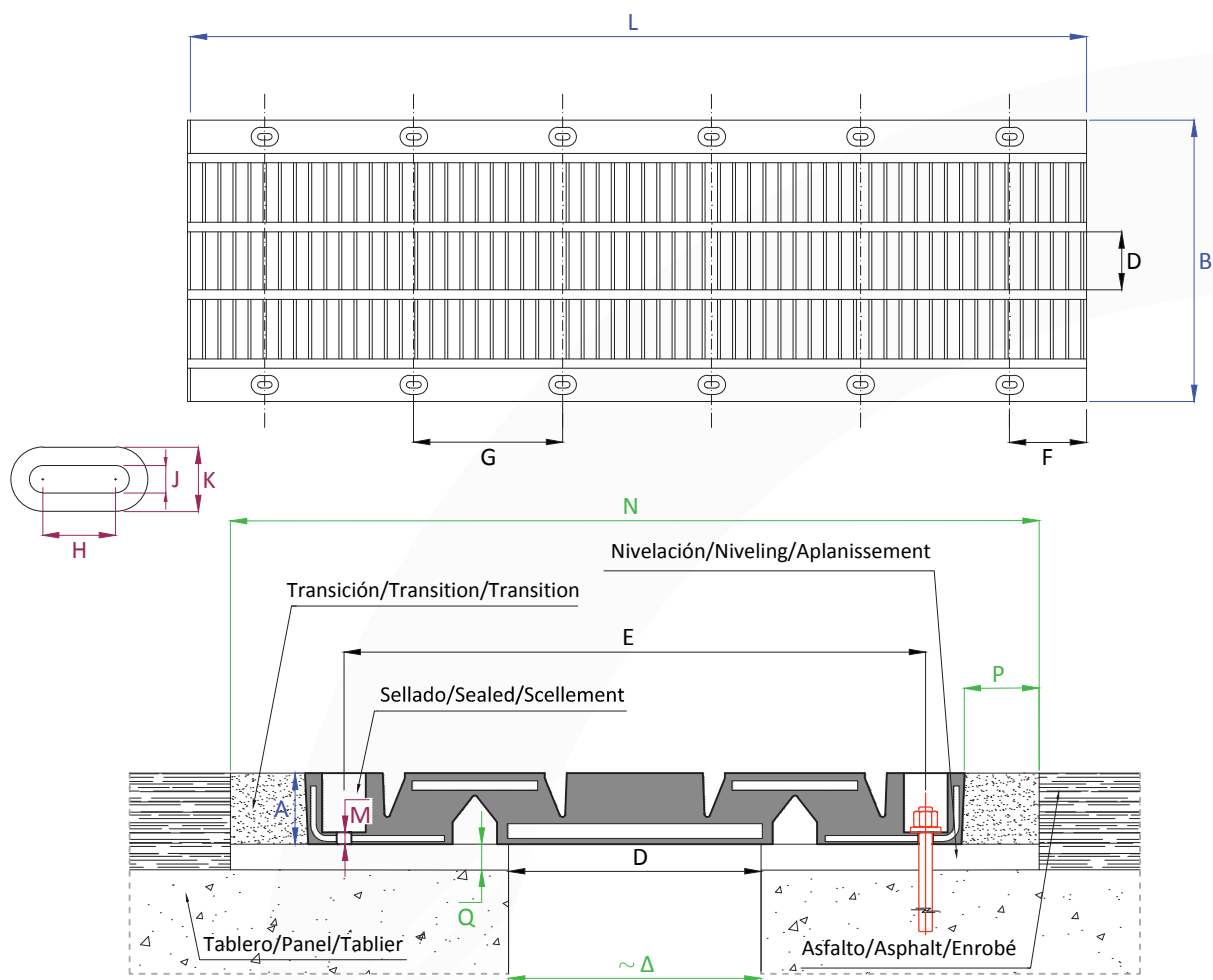 L
B
D
G
F
J
K
H
N
Nivelación/Niveling/Aplanissement
Transición/Transition/Transition
E
P
Sellado/Sealed/Scellement
A
M
D
Q
Tablero/Panel/Tablier
Asfalto/Asphalt/Enrobé
~ Δ